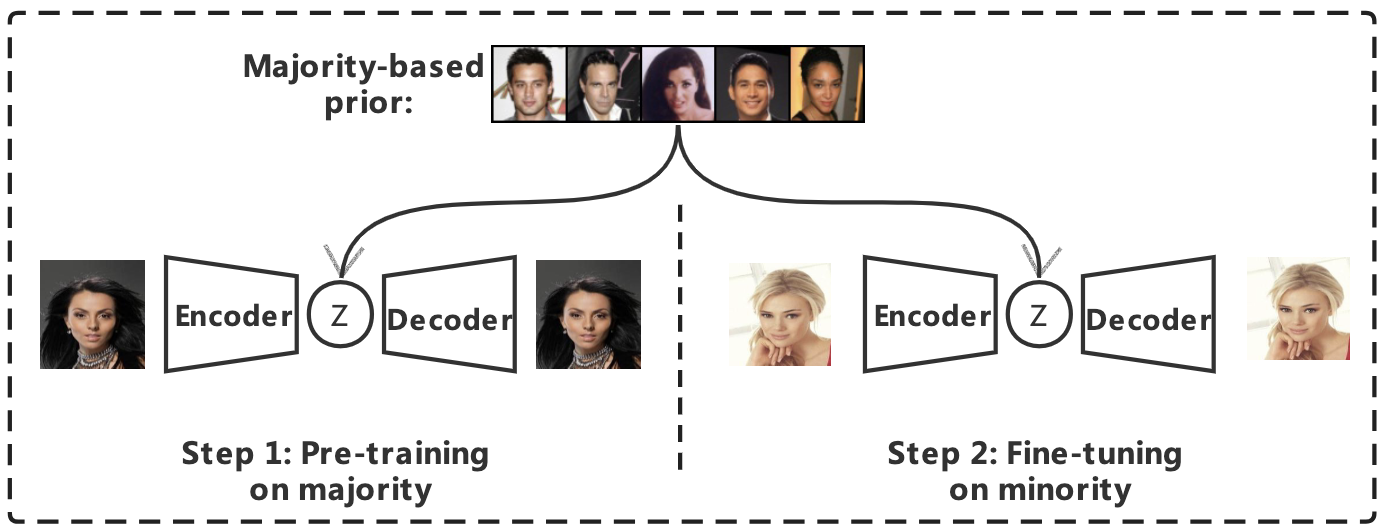 Majority-based
prior:
Encoder
Z
Decoder
Encoder
Z
Decoder
Step 1: Pre-training
on majority
Step 2: Fine-tuning
on minority